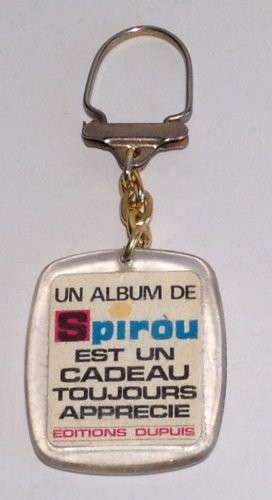 UN ALBUM DE
Spirou
EST UN
CADEAU
TOUJOURS
APPRECIE
EDITIONS DUPUIS